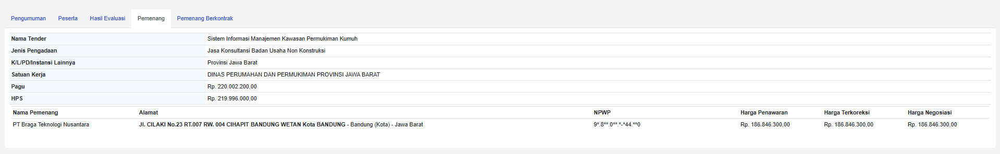 Pengumuman Peserta Hasil Evaluasi Pemenang Pemenang Berkontrak
Nama Tender Sistem Informasi Manajemen Kawasan Permukiman Kumuh
Jenis Pengadaan Jasa Konsultansi Badan Usaha Non Konstruksi
K/L/PD/Instansi Lainnya Provinsi Jawa Barat
Satuan Kerja DINAS PERUMAHAN DAN PERMUKIMAN PROVINSI JAWA BARAT
Pagu Rp. 220.002.200,00
HPS Rp. 219.996.000,00
Nama Pemenang Alamat NPWP Harga Penawaran Harga Terkoreksi Harga Negosiasi
PT Braga Teknologi Nusantara Jl. CILAKI No.23 RT.007 RW. 004 CIHAPIT BANDUNG WETAN Kota BANDUNG - Bandung (Kota) - Jawa Barat 9*.8**.0**.*-*44.**0 Rp. 186.846.300,00 Rp. 186.846.300,00 Rp. 186.846.300,00